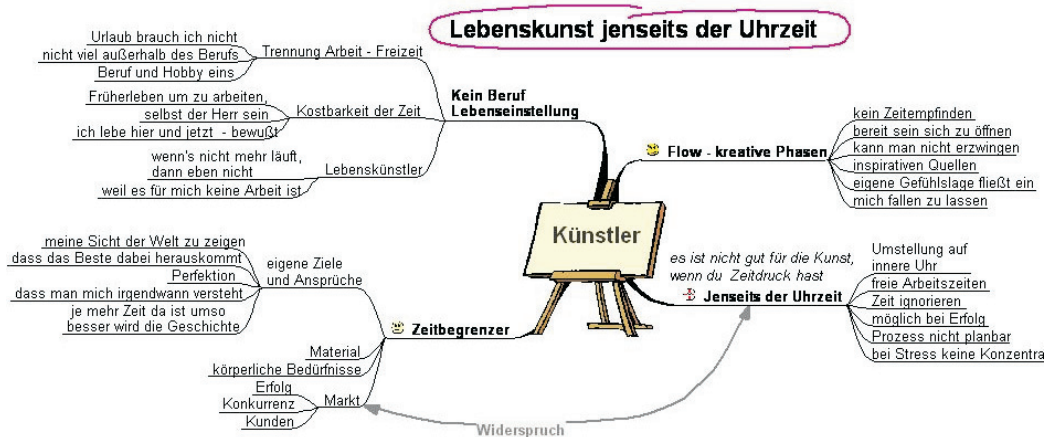 Lebenskunst jenseits der Uhrzeit
Urlaub brauch ich nicht
nicht viel außerhalb des Berufs
Beruf und Hobby eins
Trennung Arbeit - Freizeit
Früherleben um zu arbeiten,
selbst der Herr sein
ich lebe hier und jetzt - bewußt
Kostbarkeit der Zeit
wenn's nicht mehr läuft,
dann eben nicht
weil es für mich keine Arbeit ist
Lebenskünstler
Kein Beruf
Lebenseinstellung
Flow - kreative Phasen
kein Zeitempfinden
bereit sein sich zu öffnen
kann man nicht erzwingen
inspirativen Quellen
eigene Gefühlslage fließt ein
mich fallen zu lassen
Künstler
meine Sicht der Welt zu zeigen
dass das Beste dabei herauskommt
Perfektion
dass man mich irgendwann versteht
je mehr Zeit da ist umso
besser wird die Geschichte
eigene Ziele
und Ansprüche
Zeitbegrenzer
Material
körperliche Bedürfnisse
Erfolg
Konkurrenz
Kunden
Markt
es ist nicht gut für die Kunst,
wenn du Zeitdruck hast
Jenseits der Uhrzeit
Umstellung auf
innere Uhr
freie Arbeitszeiten
Zeit ignorieren
möglich bei Erfolg
Prozess nicht planbar
bei Stress keine Konzentra
Widerspruch